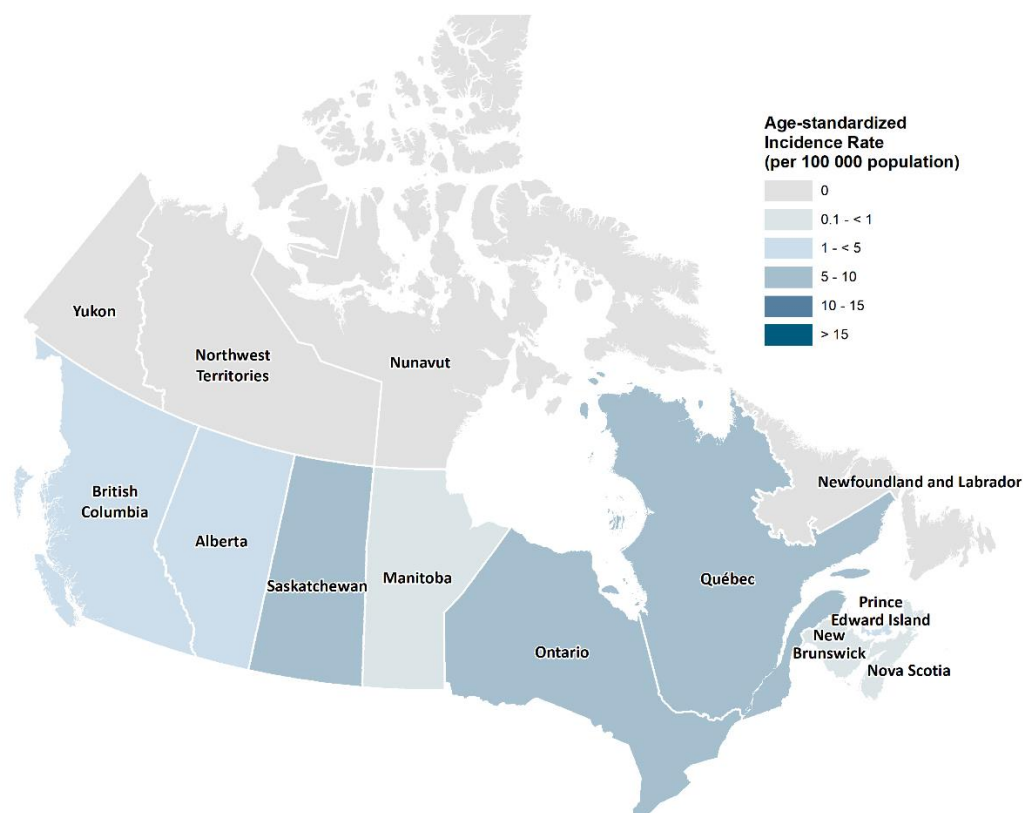 Age-standardized
Incidence Rate
(per 100 000 population)
0
0.1 - < 1
1 - < 5
5 - 10
10 - 15
> 15
Yukon
Northwest
Territories
Nunavut
British
Columbia
Alberta
Saskatchewan
Manitoba
Ontario
Québec
Newfoundland and Labrador
Prince
Edward Island
New
Brunswick
Nova Scotia